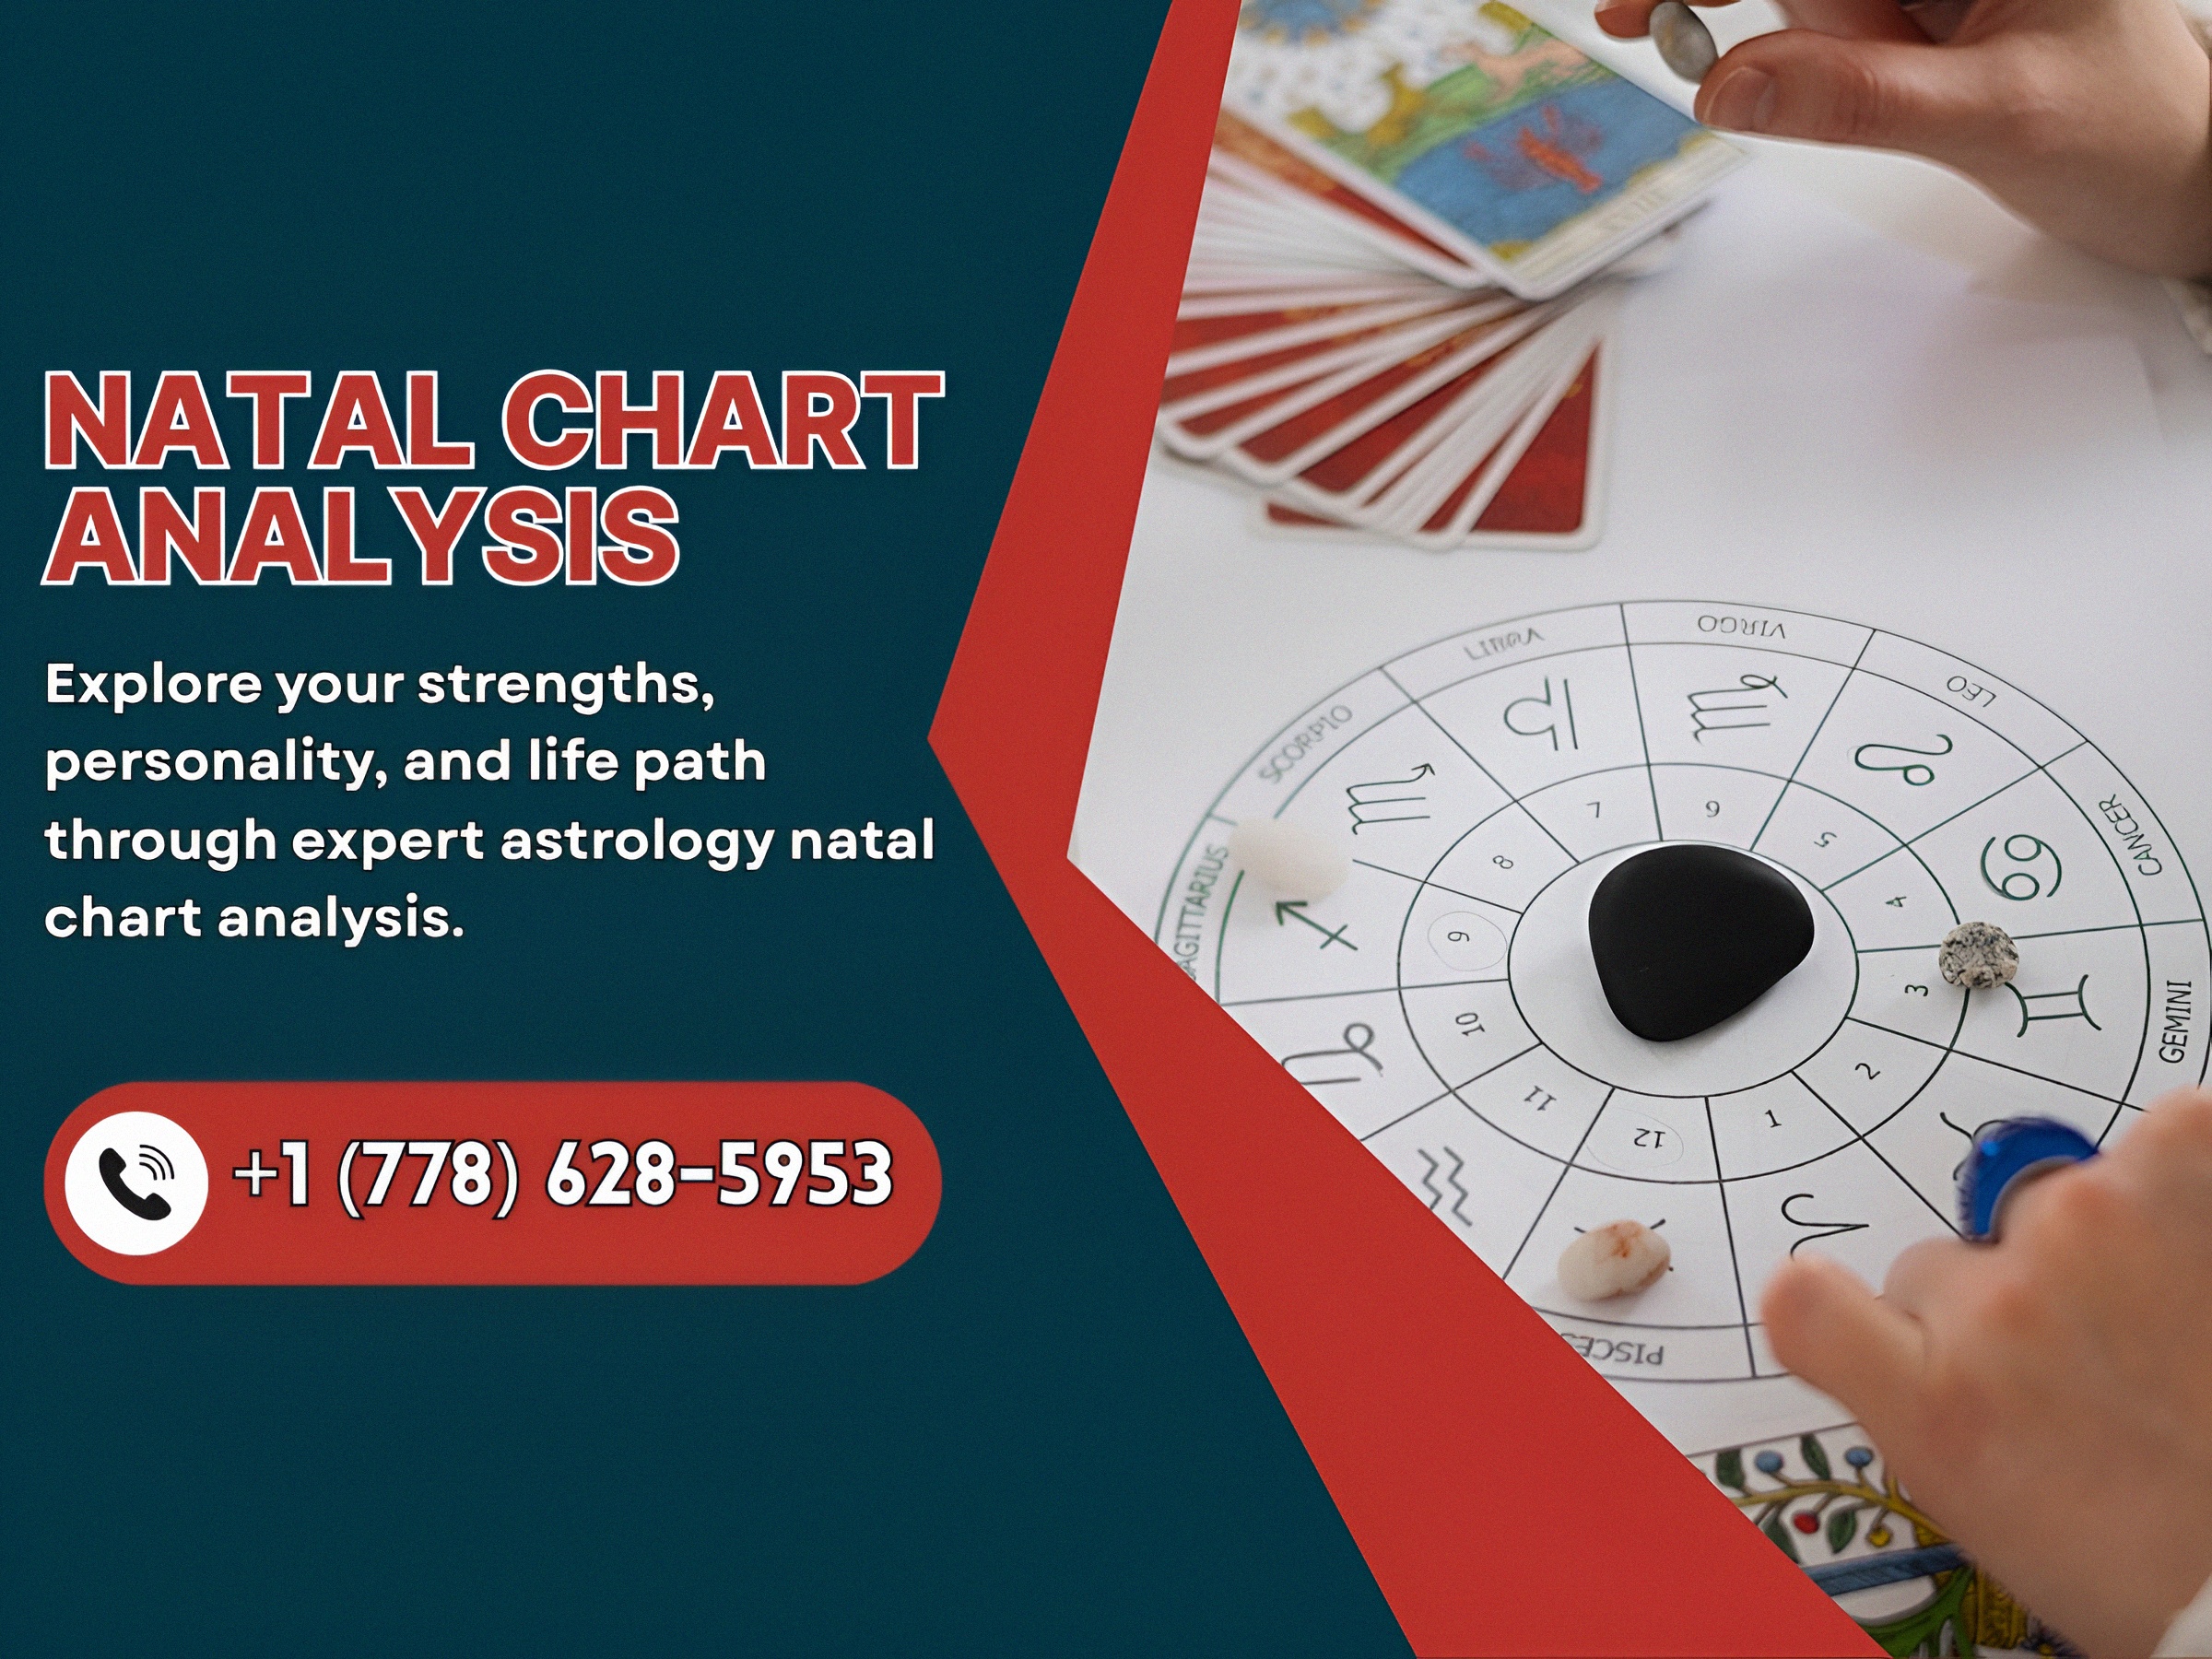 NATAL CHART
ANALYSIS
Explore your strengths,
personality, and life path
through expert astrology natal
chart analysis.
+1 (778) 628-5953
LIBRA
VIRGO
LEO
SCORPIO
CANCER
AGITTARIUS
GEMINI
PISCES
7
6
5
8
4
9
3
10
2
11
12
1